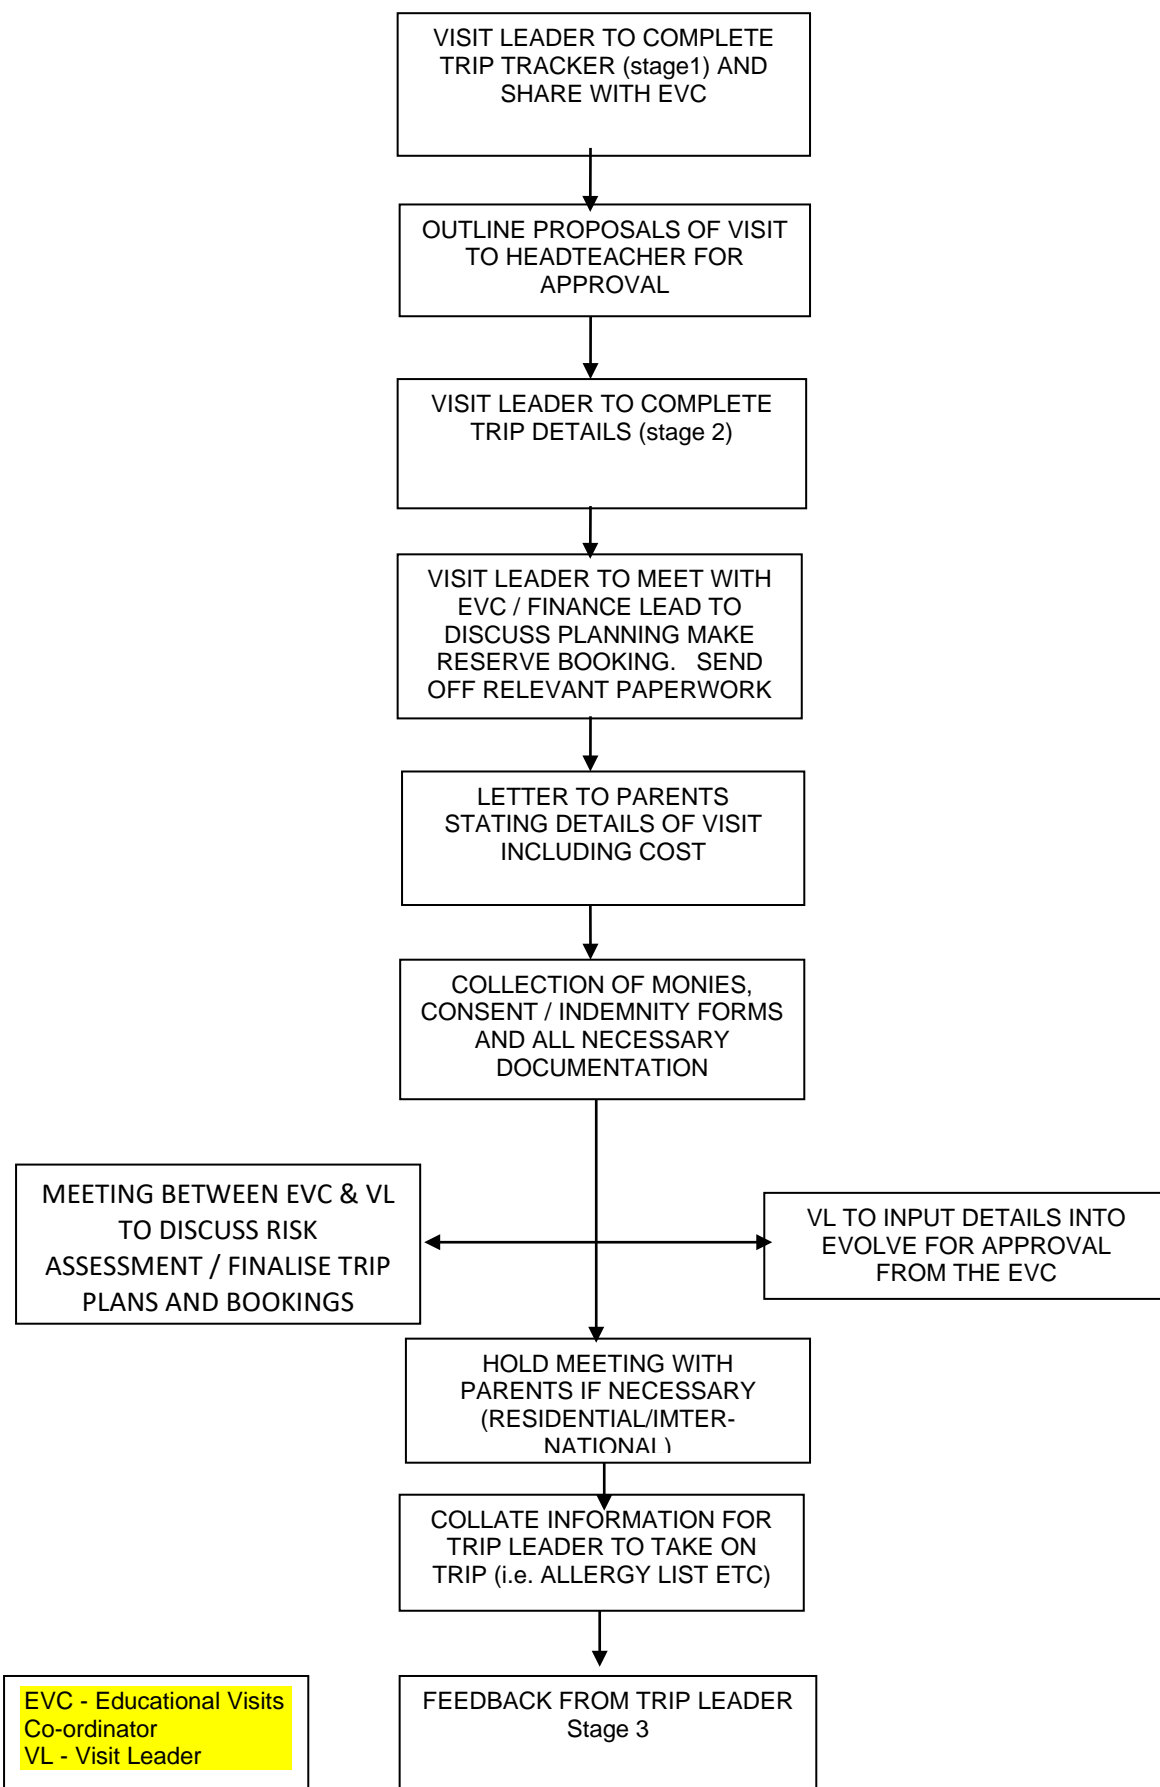 VISIT LEADER TO COMPLETE
TRIP TRACKER (stage1) AND
SHARE WITH EVC
OUTLINE PROPOSALS OF VISIT
TO HEADTEACHER FOR
APPROVAL
VISIT LEADER TO COMPLETE
TRIP DETAILS (stage 2)
VISIT LEADER TO MEET WITH
EVC / FINANCE LEAD TO
DISCUSS PLANNING MAKE
RESERVE BOOKING. SEND
OFF RELEVANT PAPERWORK
LETTER TO PARENTS
STATING DETAILS OF VISIT
INCLUDING COST
COLLECTION OF MONIES,
CONSENT / INDEMNITY FORMS
AND ALL NECESSARY
DOCUMENTATION
MEETING BETWEEN EVC & VL
TO DISCUSS RISK
ASSESSMENT / FINALISE TRIP
PLANS AND BOOKINGS
VL TO INPUT DETAILS INTO
EVOLVE FOR APPROVAL
FROM THE EVC
HOLD MEETING WITH
PARENTS IF NECESSARY
(RESIDENTIAL/IMTER-
NATIONAL)
COLLATE INFORMATION FOR
TRIP LEADER TO TAKE ON
TRIP (i.e. ALLERGY LIST ETC)
EVC - Educational Visits
Co-ordinator
VL - Visit Leader
FEEDBACK FROM TRIP LEADER
Stage 3